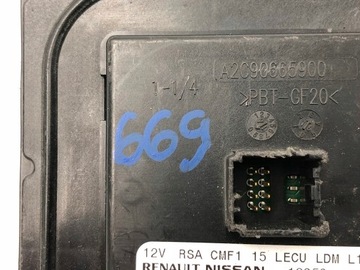 A2C90665900
1-1/4
>PBT-GF20<
669
12V RSA CMF1 15 LECU LDM L1
RENAULT NISSAN